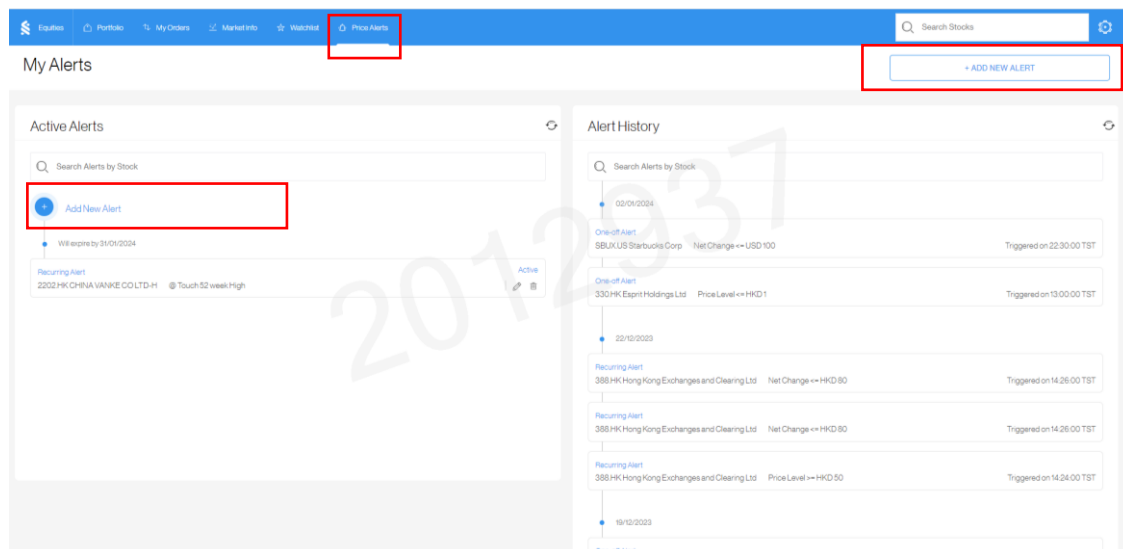 Equities Portfolio My Orders Market Info Watchlist Price Alerts Search Stocks
My Alerts
+ ADD NEW ALERT
Active Alerts
Search Alerts by Stock
+ Add New Alert
Will expire by 31/01/2024
Recurring Alert Active
2202.HK CHINA VANKE CO LTD-H @ Touch 52 week High
Alert History
Search Alerts by Stock
02/01/2024
One-off Alert
SBUX.US Starbucks Corp Net Change <= USD 100 Triggered on 22:30:00 TST
One-off Alert
330.HK Esprit Holdings Ltd Price Level <= HKD 1 Triggered on 13:00:00 TST
22/12/2023
Recurring Alert
388.HK Hong Kong Exchanges and Clearing Ltd Net Change <= HKD 80 Triggered on 14:26:00 TST
Recurring Alert
388.HK Hong Kong Exchanges and Clearing Ltd Net Change <= HKD 80 Triggered on 14:26:00 TST
Recurring Alert
388.HK Hong Kong Exchanges and Clearing Ltd Price Level >= HKD 50 Triggered on 14:24:00 TST
19/12/2023
2012937